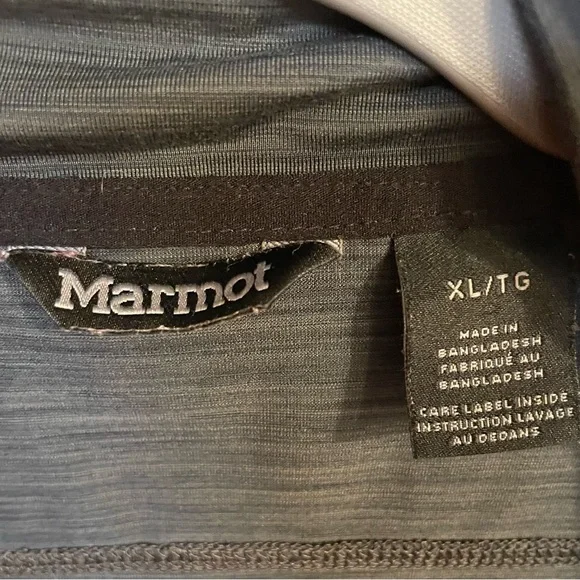 Marmot
XL/TG
MADE IN
BANGLADESH
FABRIQUÉ AU
BANGLADESH
CARE LABEL INSIDE
INSTRUCTION LAVAGE
AU DEDANS